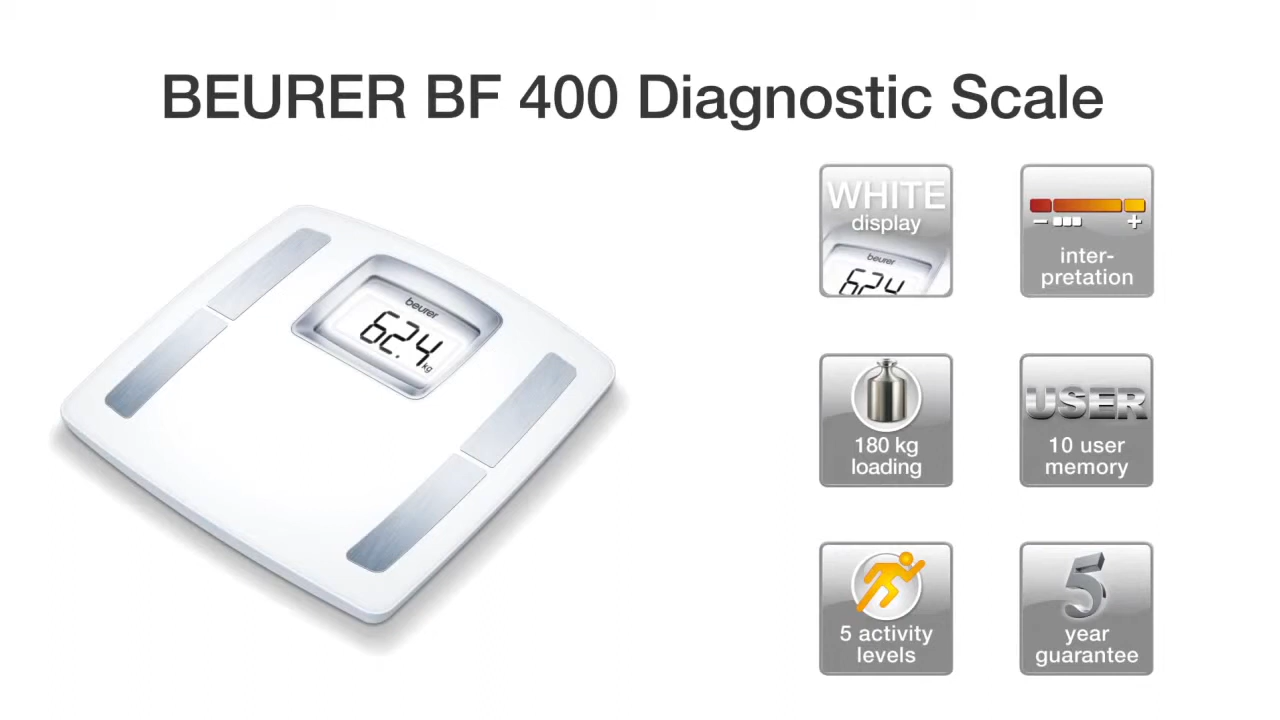 BEURER BF 400 Diagnostic Scale
beurer
62.4
kg
WHITE
display
beurer
62.4
inter-
pretation
180 kg
loading
USER
10 user
memory
5 activity
levels
5
year
guarantee